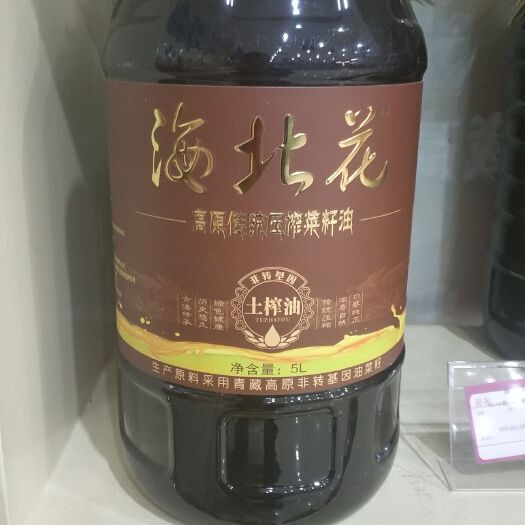 海北花
高原传统压榨菜籽油
非转基因
土榨油
TUZHAYOU
古法传承
历史悠久
绿色健康
传统压榨
浓香自然
口感纯正
净含量：5L
生产原料采用青藏高原非转基因油菜籽